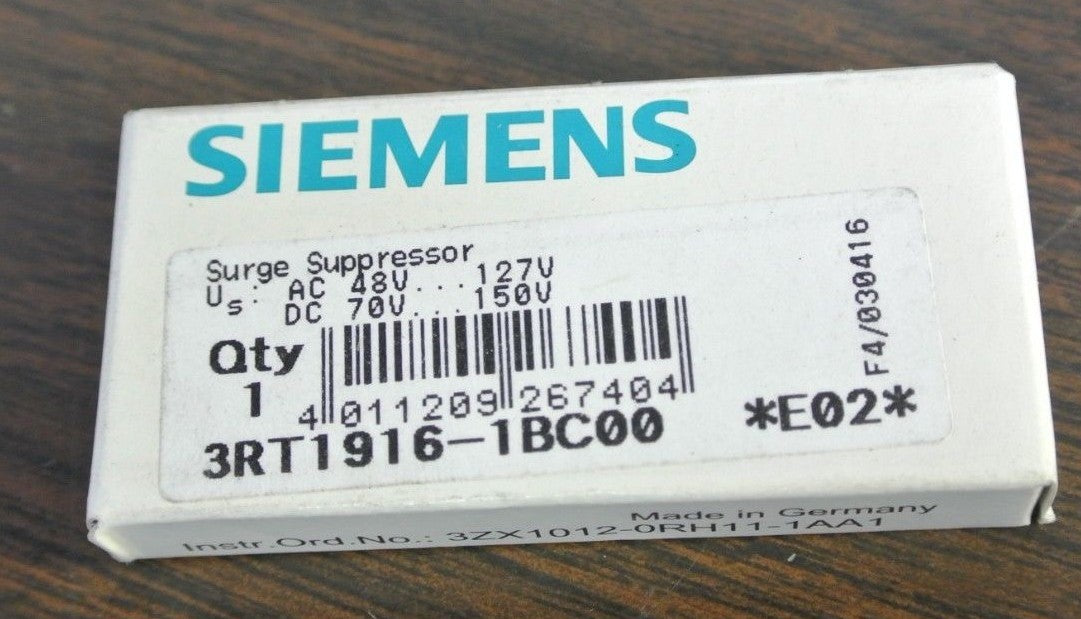 SIEMENS
Surge Suppressor
Us: AC 48V...127V
DC 70V...150V
Qty
1
4 011209 267404
3RT1916-1BC00
*E02*
F4/030416
Made in Germany
Instr.Ord.No.: 3ZX1012-0RH11-1AA1